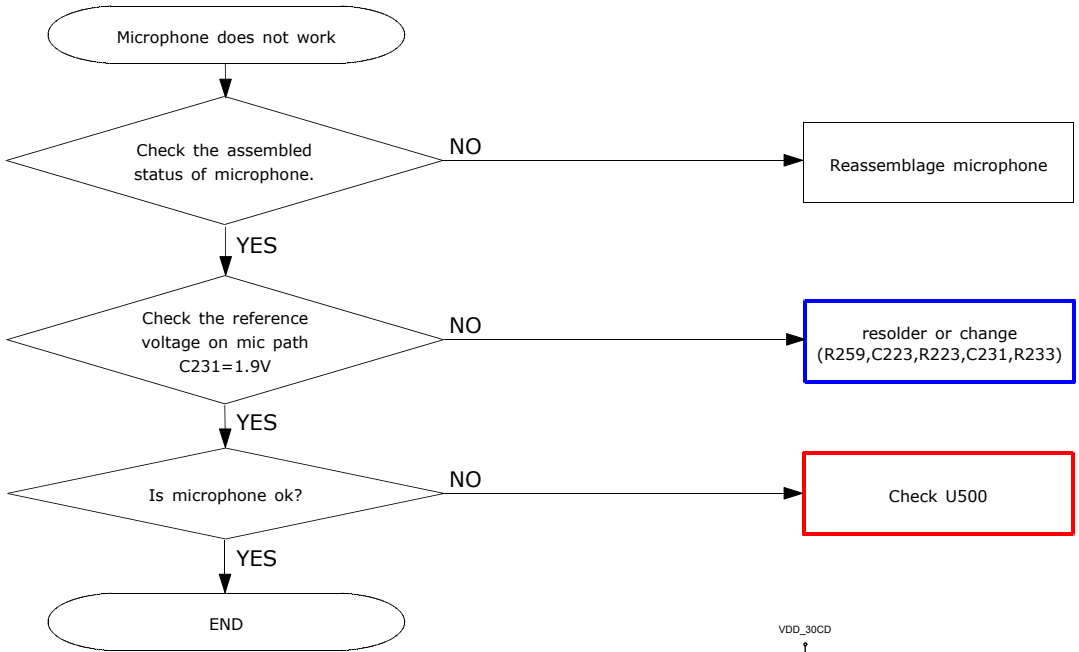 Microphone does not work
Check the assembled
status of microphone.
NO
Reassemblage microphone
YES
Check the reference
voltage on mic path
C231=1.9V
NO
resolder or change
(R259,C223,R223,C231,R233)
YES
Is microphone ok?
NO
Check U500
YES
END
VDD_30CD